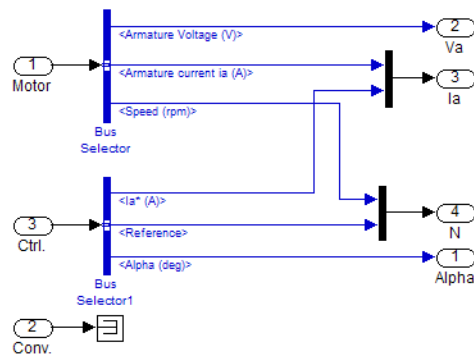 <Armature Voltage (V)>
2
Va
1
Motor
<Armature current ia (A)>
3
Ia
<Speed (rpm)>
Bus
Selector
3
Ctrl.
<Ia* (A)>
<Reference>
4
N
<Alpha (deg)>
1
Alpha
Bus
Selector1
2
Conv.